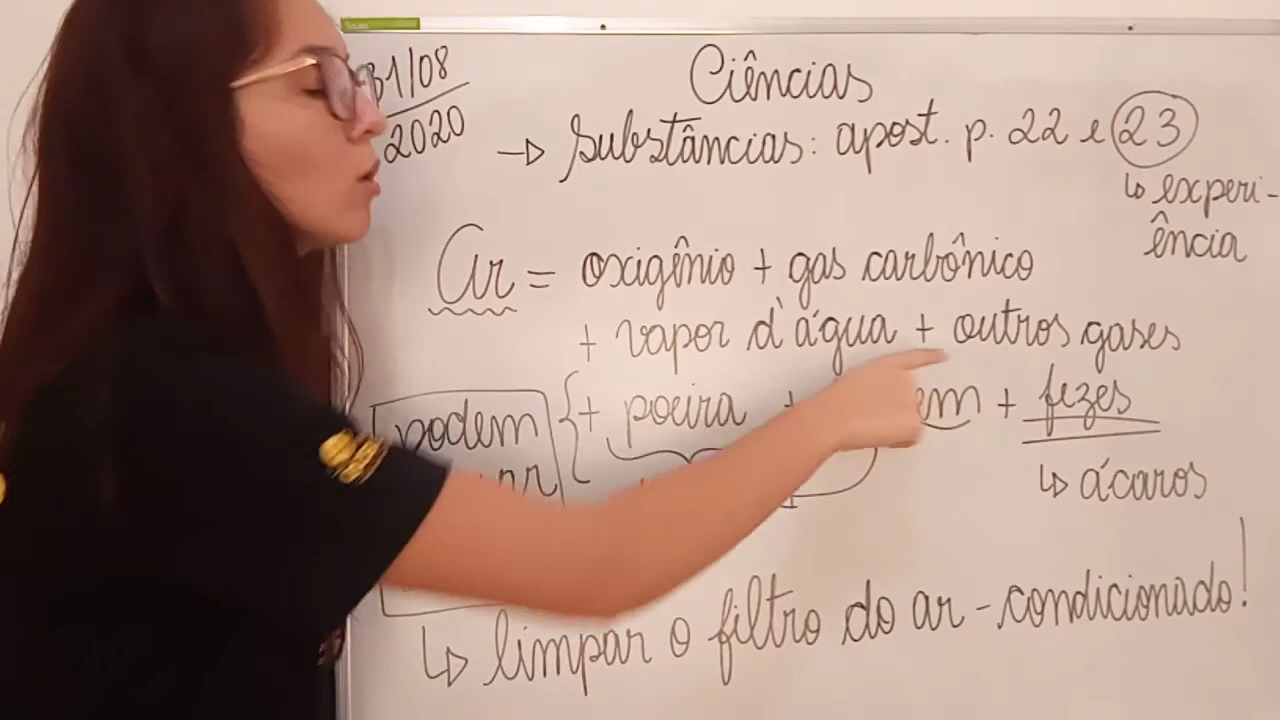 31/08
2020
Ciências
→ Substâncias: apost. p. 22 e 23
↳ experi-
ência
Ar = oxigênio + gas carbônico
+ vapor d'água + outros gases
podem { + poeira + + fezes
↳ ácaros
↳ limpar o filtro do ar-condicionado!